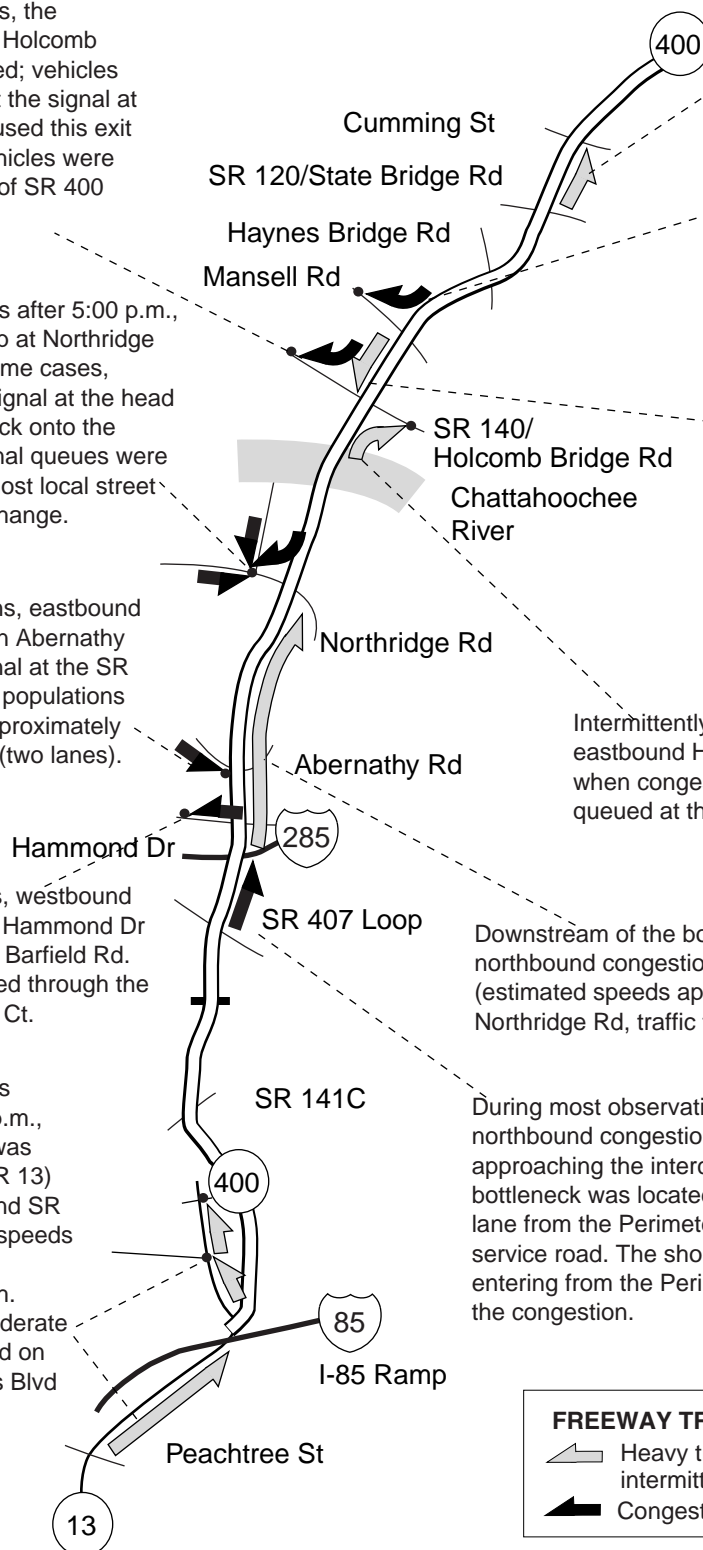 s, the
Holcomb
ed; vehicles
t the signal at
used this exit
hicles were
of SR 400
400
Cumming St
SR 120/State Bridge Rd
Haynes Bridge Rd
Mansell Rd
s after 5:00 p.m.,
p at Northridge
me cases,
ignal at the head
ck onto the
nal queues were
ost local street
change.
SR 140/
Holcomb Bridge Rd
Chattahoochee
River
ns, eastbound
n Abernathy
nal at the SR
populations
proximately
(two lanes).
Northridge Rd
Intermittently
eastbound H
when conge
queued at th
Abernathy Rd
285
Hammond Dr
s, westbound
Hammond Dr
Barfield Rd.
ed through the
Ct.
SR 407 Loop
Downstream of the bo
northbound congestio
(estimated speeds ap
Northridge Rd, traffic
SR 141C
During most observati
northbound congestio
approaching the interc
bottleneck was located
lane from the Perimete
service road. The sho
entering from the Peri
the congestion.
s
p.m.,
was
R 13)
nd SR
speeds
n.
derate
d on
s Blvd
400
85
I-85 Ramp
Peachtree St
13
FREEWAY TR
Heavy t
intermitt
Congest